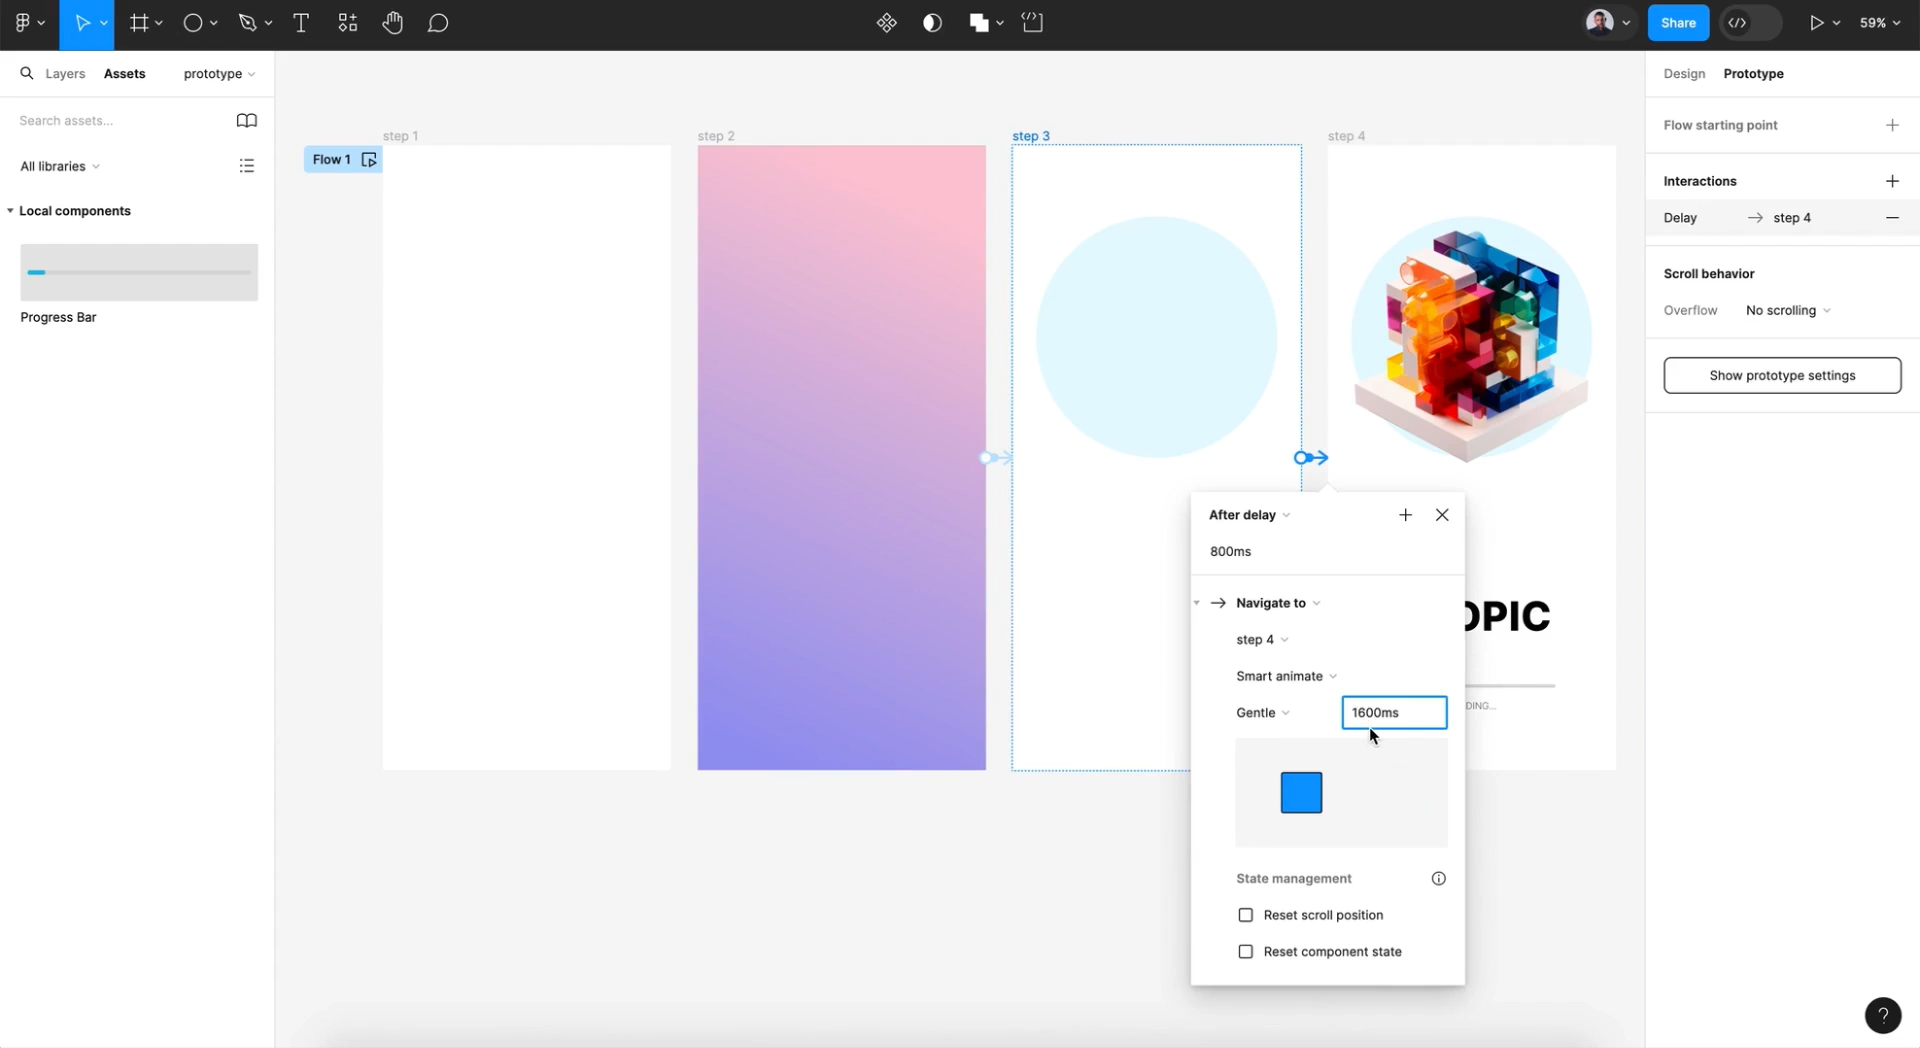 Share
59%
Layers
Assets
prototype
Search assets...
All libraries
Local components
Progress Bar
Flow 1
step 1
step 2
step 3
step 4
OPIC
DING...
After delay
800ms
Navigate to
step 4
Smart animate
Gentle
1600ms
State management
Reset scroll position
Reset component state
Design
Prototype
Flow starting point
Interactions
Delay
step 4
Scroll behavior
Overflow
No scrolling
Show prototype settings
?